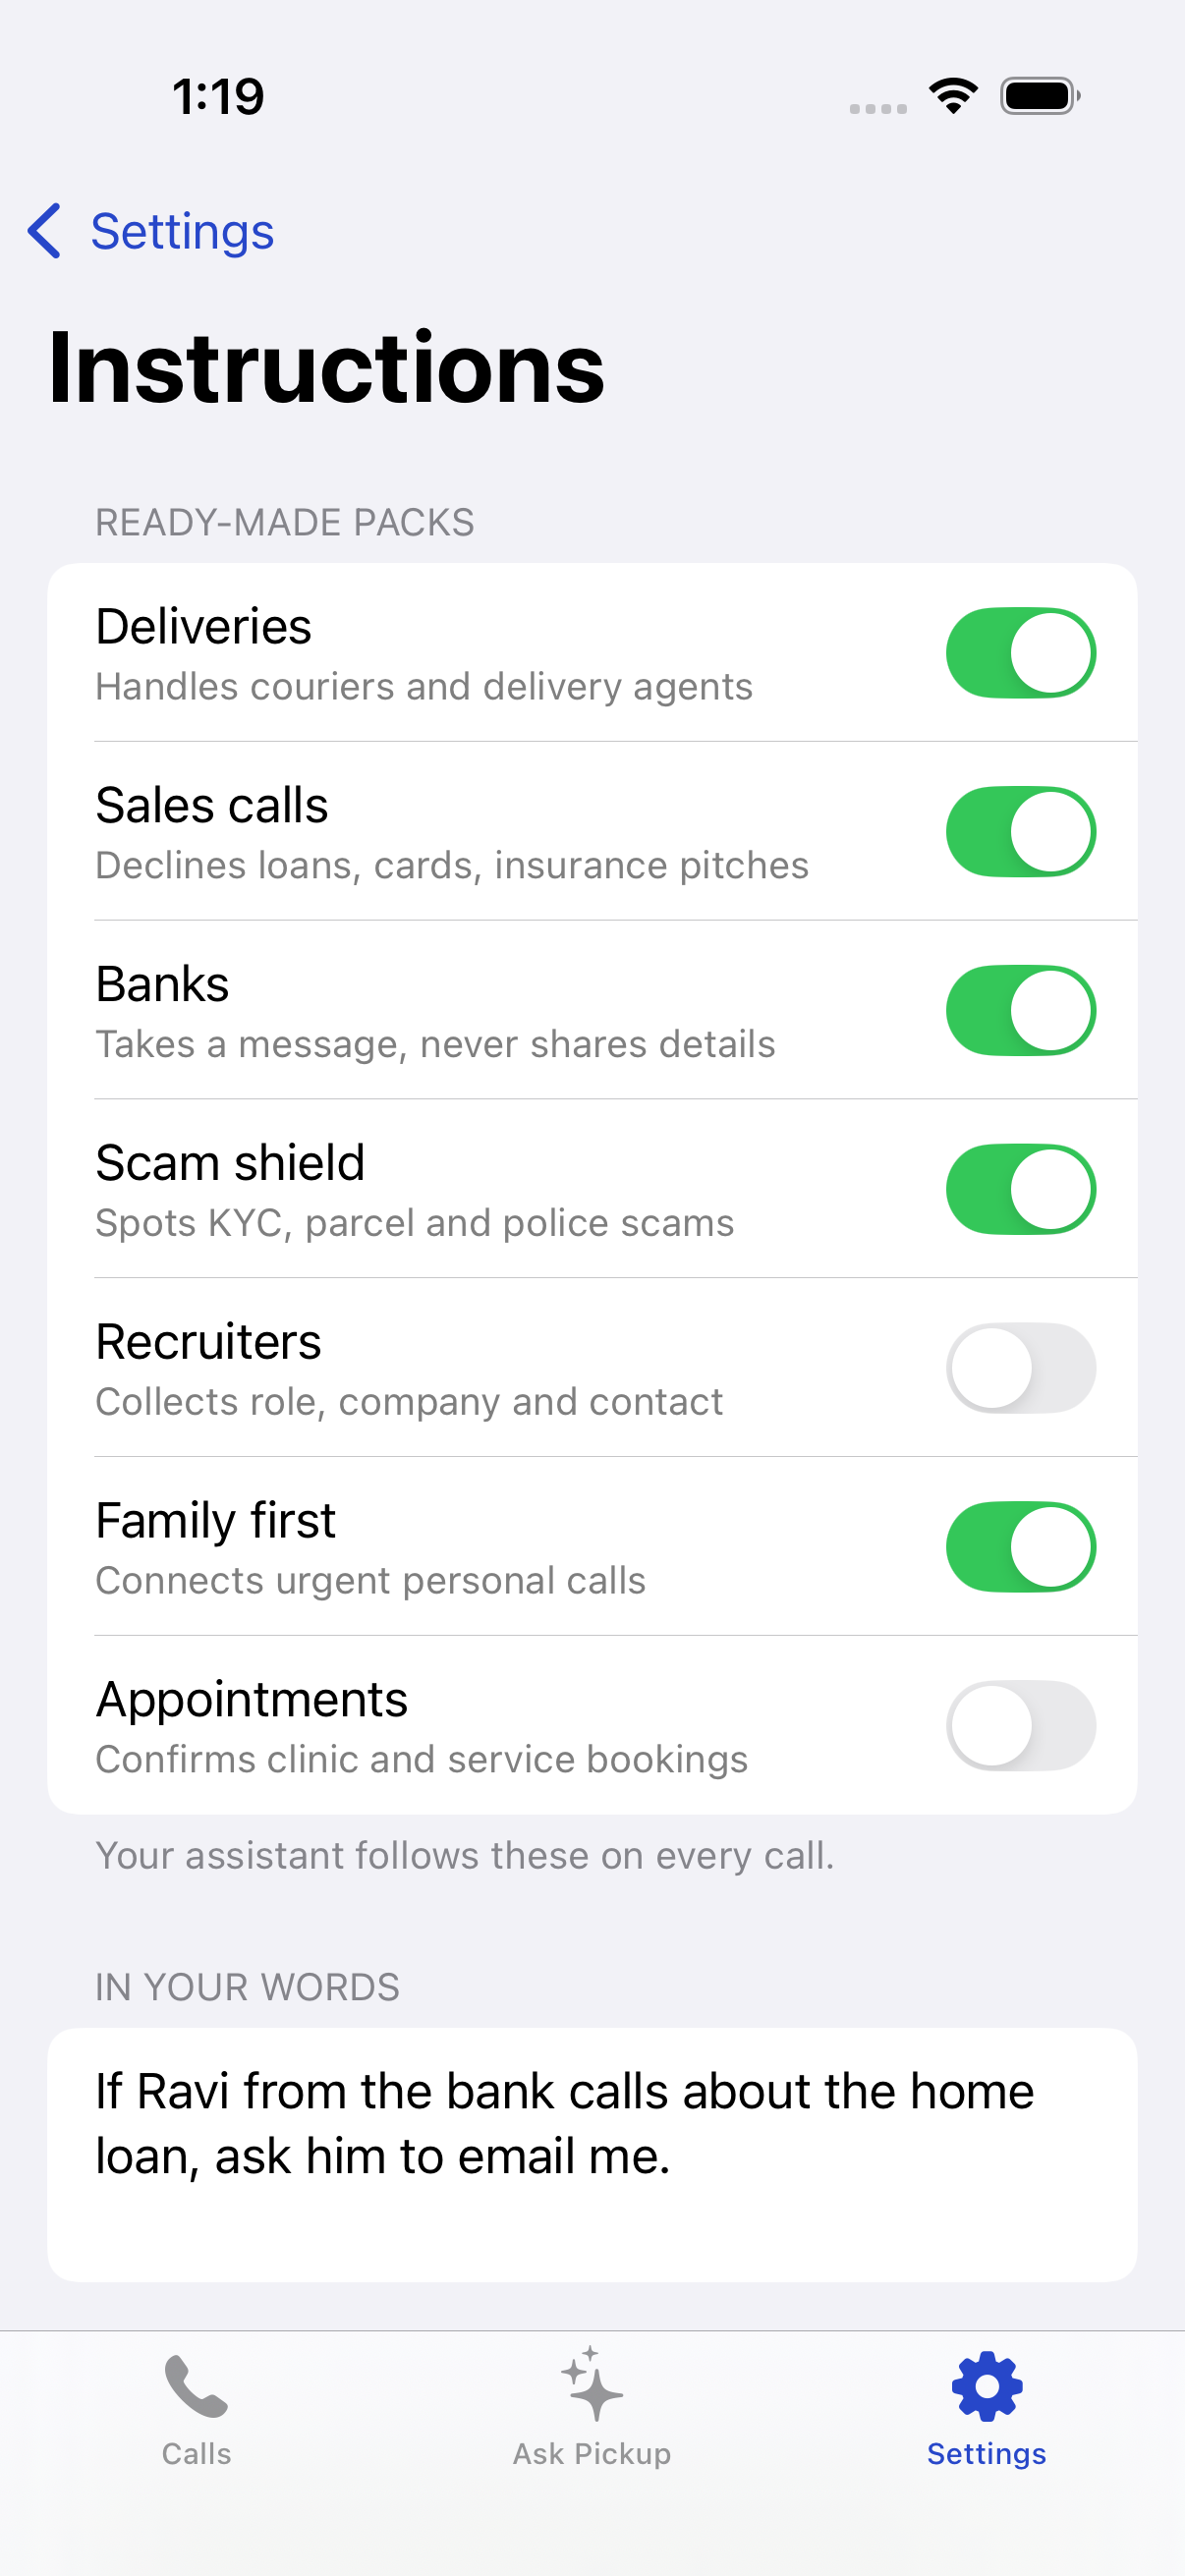 1:19
Settings
Instructions
READY-MADE PACKS
Deliveries
Handles couriers and delivery agents
Sales calls
Declines loans, cards, insurance pitches
Banks
Takes a message, never shares details
Scam shield
Spots KYC, parcel and police scams
Recruiters
Collects role, company and contact
Family first
Connects urgent personal calls
Appointments
Confirms clinic and service bookings
Your assistant follows these on every call.
IN YOUR WORDS
If Ravi from the bank calls about the home
loan, ask him to email me.
Calls
Ask Pickup
Settings